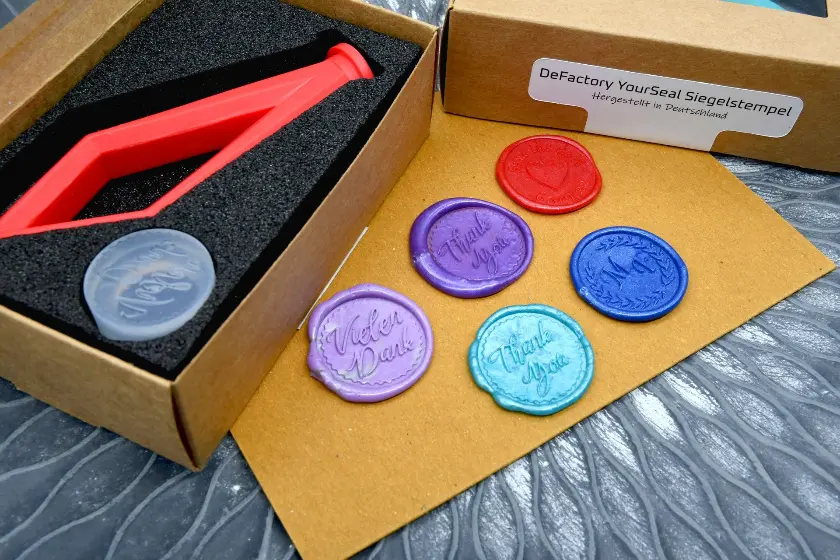 DeFactory YourSeal Siegelstempel
Hergestellt in Deutschland
Thank
You
M
Vielen
Dank
Thank
You